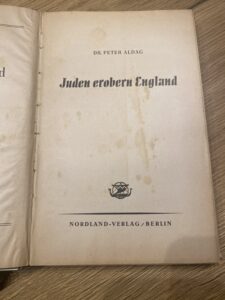 DR. PETER ALDAG
Juden erobern England
NORDLAND-VERLAG / BERLIN
d